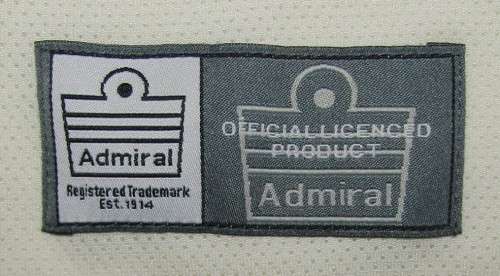 Admiral
Registered Trademark
Est. 1914
OFFICIAL LICENCED
PRODUCT
Admiral